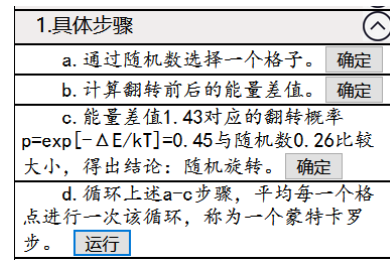 1.具体步骤
a.通过随机数选择一个格子。 确定
b.计算翻转前后的能量差值。 确定
c.能量差值1.43对应的翻转概率
p=exp[-ΔE/kT]=0.45与随机数0.26比较
大小，得出结论：随机旋转。 确定
d.循环上述a-c步骤，平均每一个格
点进行一次该循环，称为一个蒙特卡罗
步。 运行